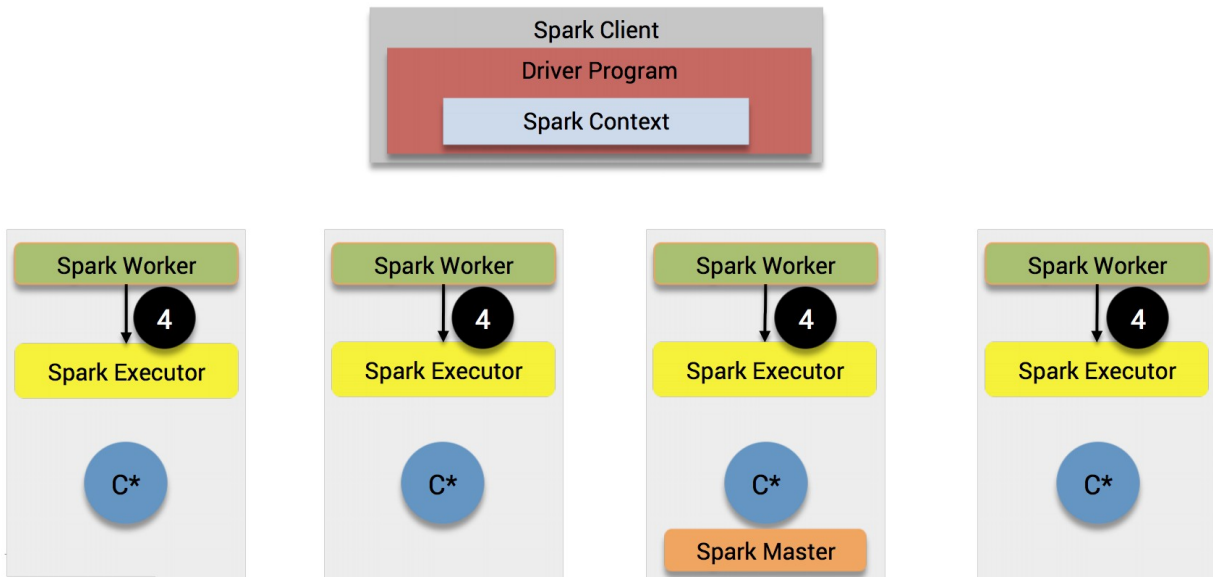 Spark Client
Driver Program
Spark Context
Spark Worker Spark Worker Spark Worker Spark Worker
4 4 4 4
Spark Executor Spark Executor Spark Executor Spark Executor
C* C* C* C*
Spark Master